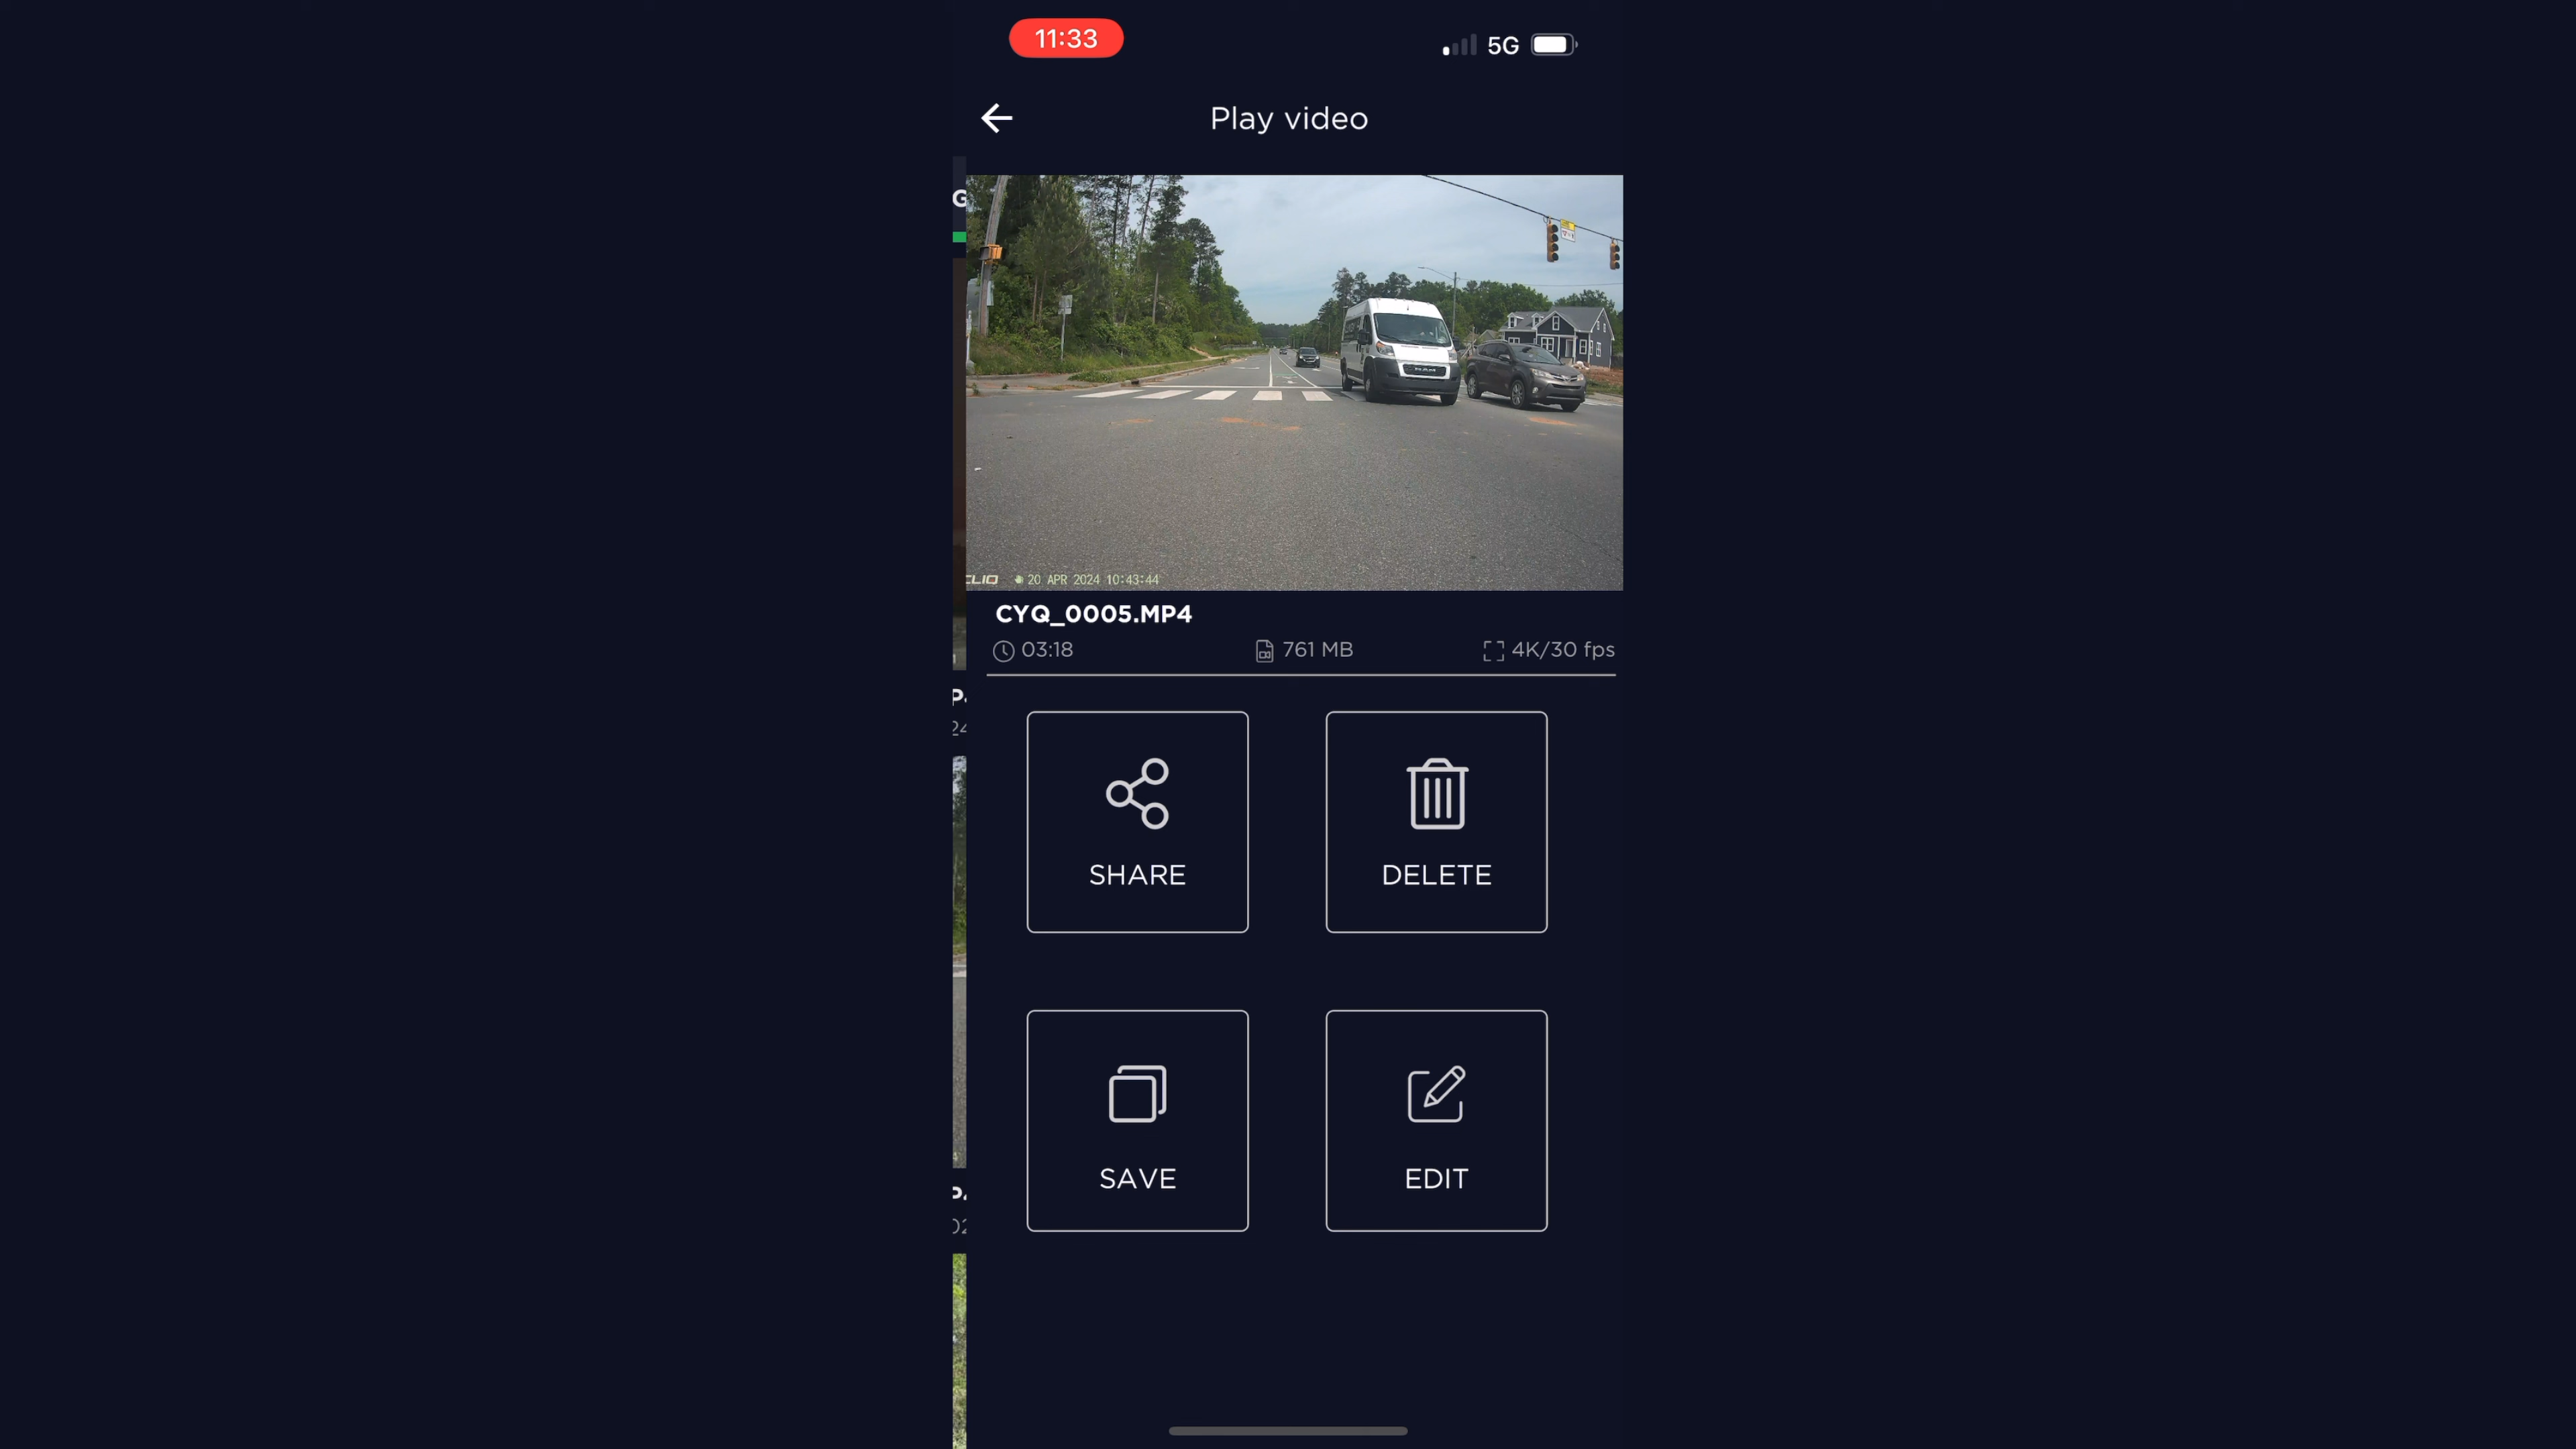 11:33
5G
Play video
20 APR 2024 10:43:44
CYQ_0005.MP4
03:18
761 MB
4K/30 fps
SHARE
DELETE
SAVE
EDIT